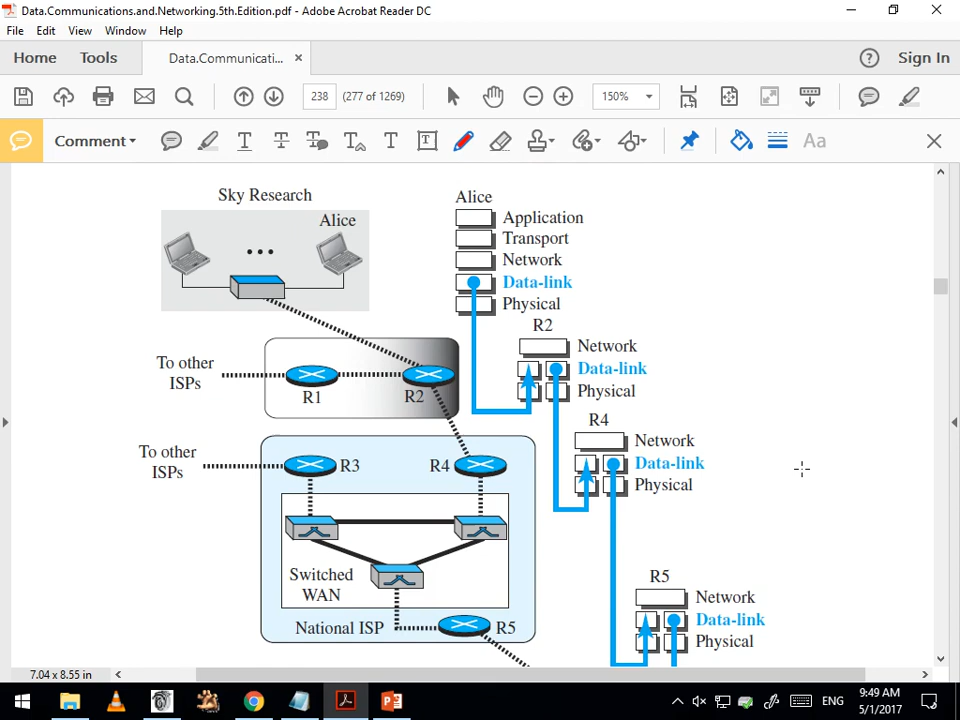 Data.Communications.and.Networking.5th.Edition.pdf - Adobe Acrobat Reader DC
File Edit View Window Help
Home Tools Data.Communicati... Sign In
238 (277 of 1269) 150%
Comment Aa
Sky Research
Alice
Alice
Application
Transport
Network
Data-link
Physical
R2
Network
Data-link
Physical
To other
ISPs
R1
R2
R4
Network
Data-link
Physical
To other
ISPs
R3
R4
Switched
WAN
National ISP
R5
R5
Network
Data-link
Physical
7.04 x 8.55 in
ENG
9:49 AM
5/1/2017